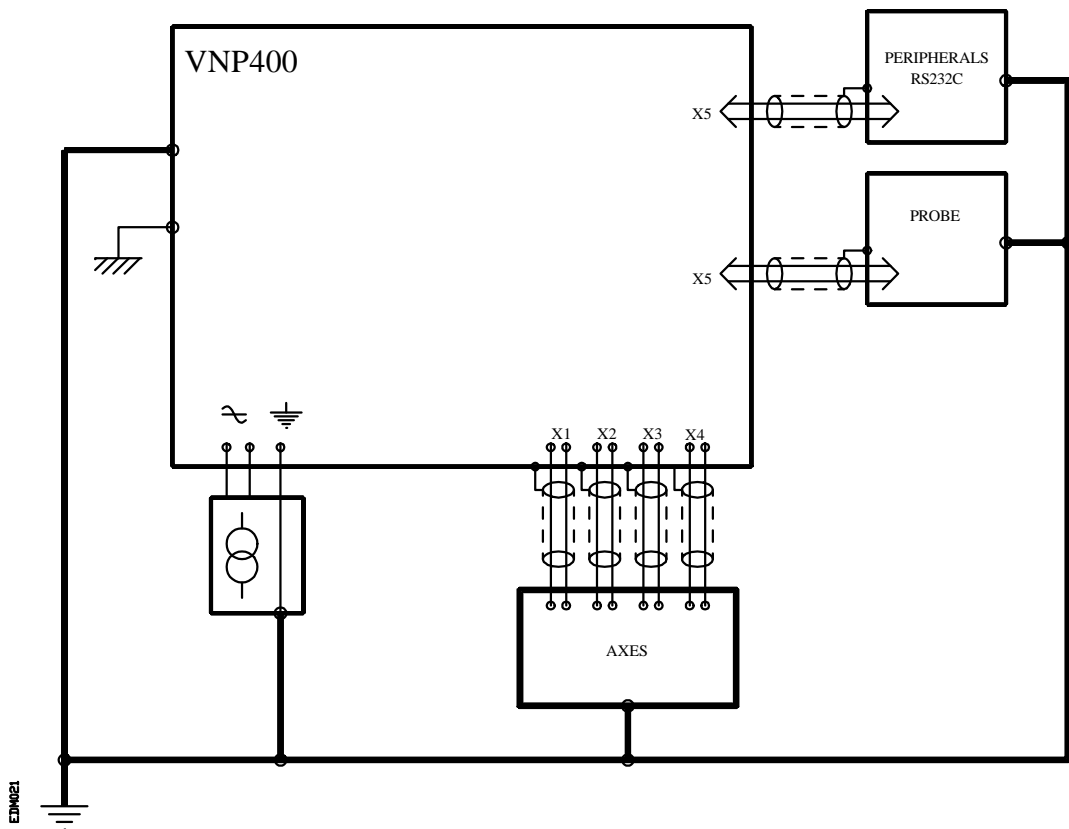 VNP400
PERIPHERALS
RS232C
X5
PROBE
X5
X1 X2 X3 X4
AXES
EDM021